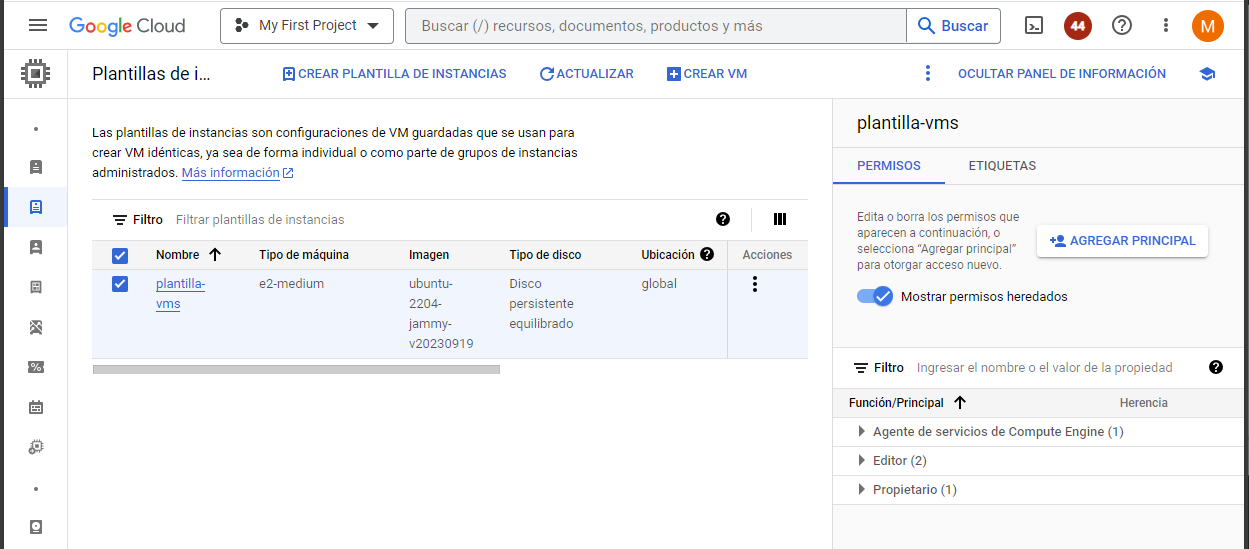 Google Cloud
My First Project
Buscar (/) recursos, documentos, productos y más
Buscar
44
M
Plantillas de i...
CREAR PLANTILLA DE INSTANCIAS
ACTUALIZAR
CREAR VM
OCULTAR PANEL DE INFORMACIÓN
Las plantillas de instancias son configuraciones de VM guardadas que se usan para
crear VM idénticas, ya sea de forma individual o como parte de grupos de instancias
administrados. Más información
Filtro Filtrar plantillas de instancias
Nombre Tipo de máquina Imagen Tipo de disco Ubicación Acciones
plantilla- e2-medium ubuntu- Disco global
vms 2204- persistente
jammy- equilibrado
v20230919
plantilla-vms
PERMISOS ETIQUETAS
Edita o borra los permisos que
aparecen a continuación, o
selecciona “Agregar principal”
para otorgar acceso nuevo.
AGREGAR PRINCIPAL
Mostrar permisos heredados
Filtro Ingresar el nombre o el valor de la propiedad
Función/Principal Herencia
Agente de servicios de Compute Engine (1)
Editor (2)
Propietario (1)